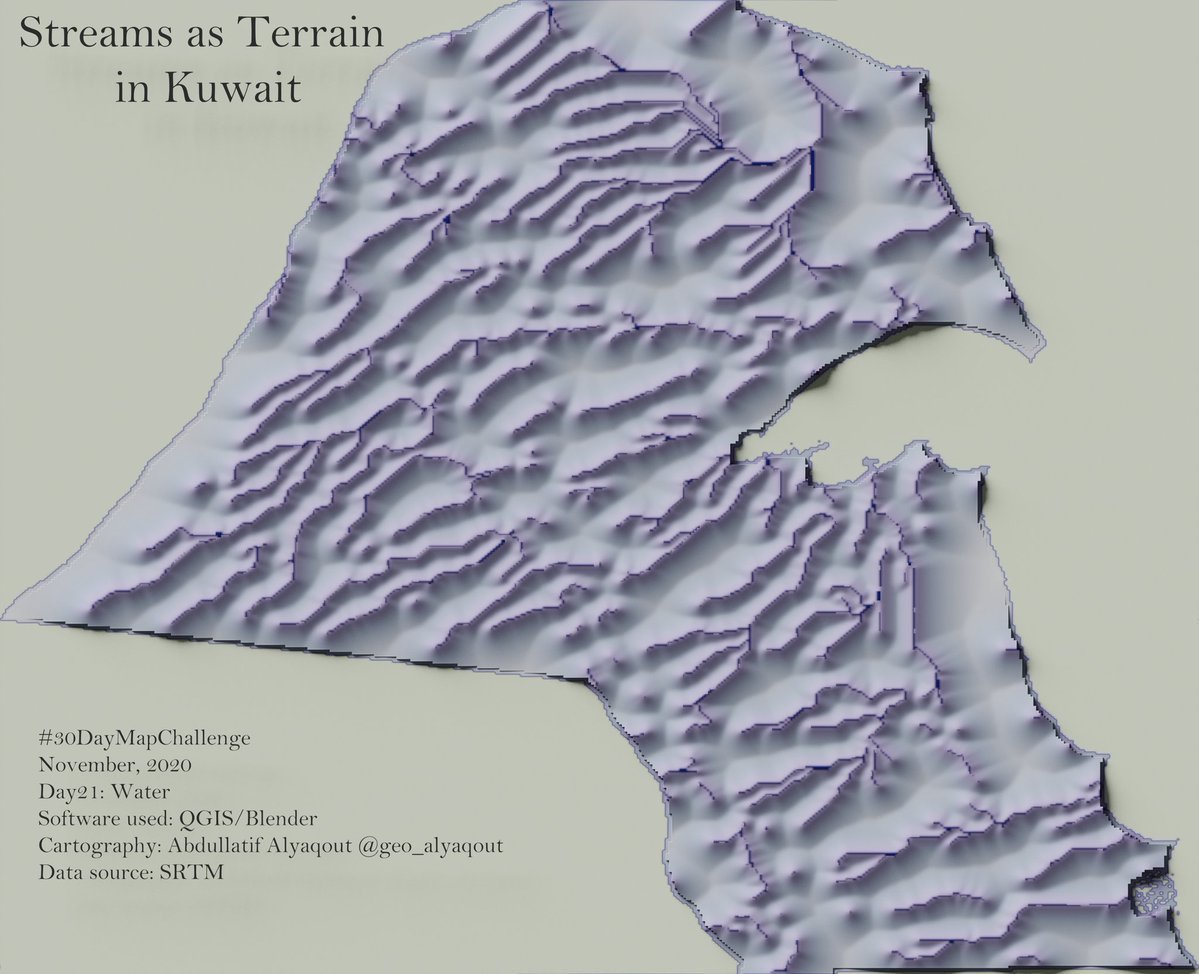 Streams as Terrain
in Kuwait
#30DayMapChallenge
November, 2020
Day21: Water
Software used: QGIS/Blender
Cartography: Abdullatif Alyaqout @geo_alyaqout
Data source: SRTM